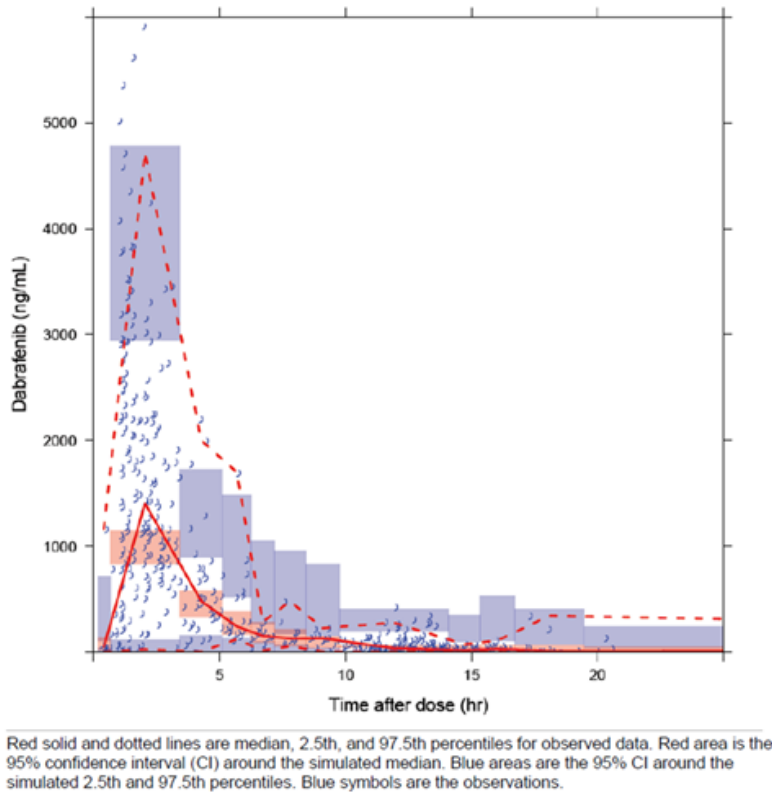 5000
4000
3000
2000
1000
Dabrafenib (ng/mL)
5
10
15
20
Time after dose (hr)
Red solid and dotted lines are median, 2.5th, and 97.5th percentiles for observed data. Red area is the
95% confidence interval (CI) around the simulated median. Blue areas are the 95% CI around the
simulated 2.5th and 97.5th percentiles. Blue symbols are the observations.